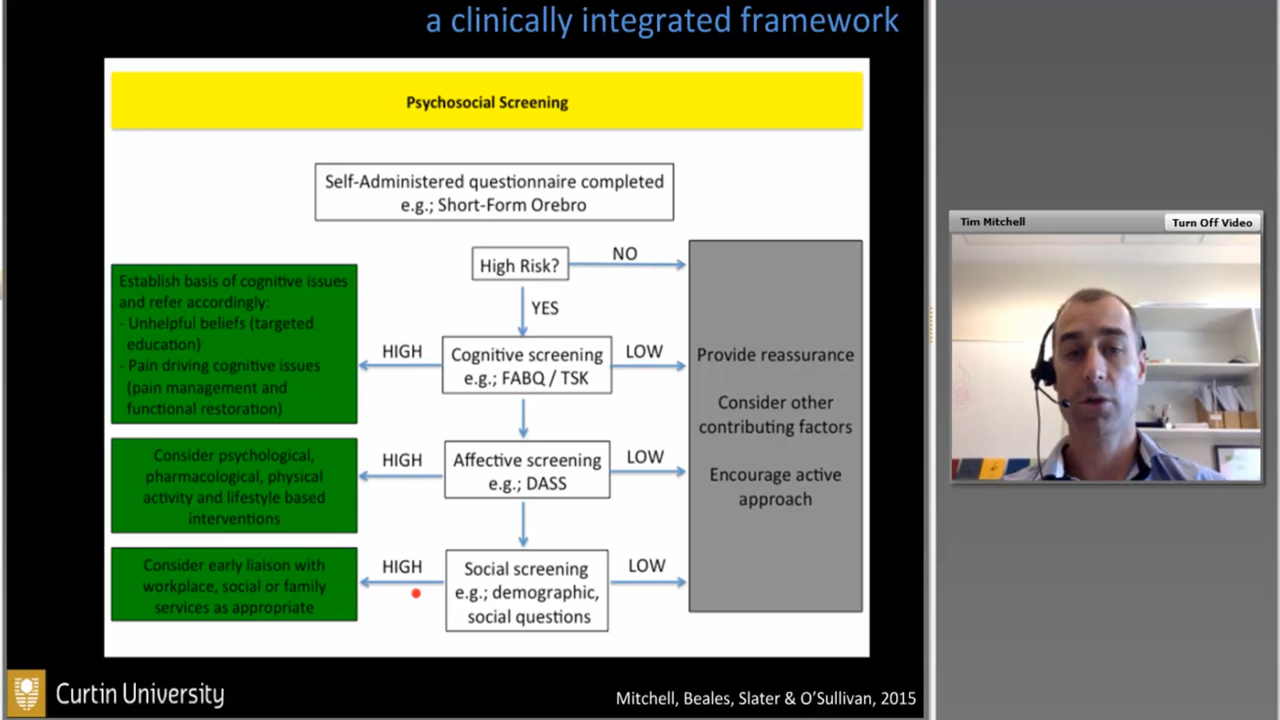 a clinically integrated framework
Psychosocial Screening
Self-Administered questionnaire completed
e.g.; Short-Form Orebro
High Risk?
NO
YES
Establish basis of cognitive issues
and refer accordingly:
- Unhelpful beliefs (targeted
education)
- Pain driving cognitive issues
(pain management and
functional restoration)
HIGH
Cognitive screening
e.g.; FABQ / TSK
LOW
Consider psychological,
pharmacological, physical
activity and lifestyle based
interventions
HIGH
Affective screening
e.g.; DASS
LOW
Consider early liaison with
workplace, social or family
services as appropriate
HIGH
Social screening
e.g.; demographic,
social questions
LOW
Provide reassurance
Consider other
contributing factors
Encourage active
approach
Curtin University
Mitchell, Beales, Slater & O'Sullivan, 2015
Tim Mitchell
Turn Off Video